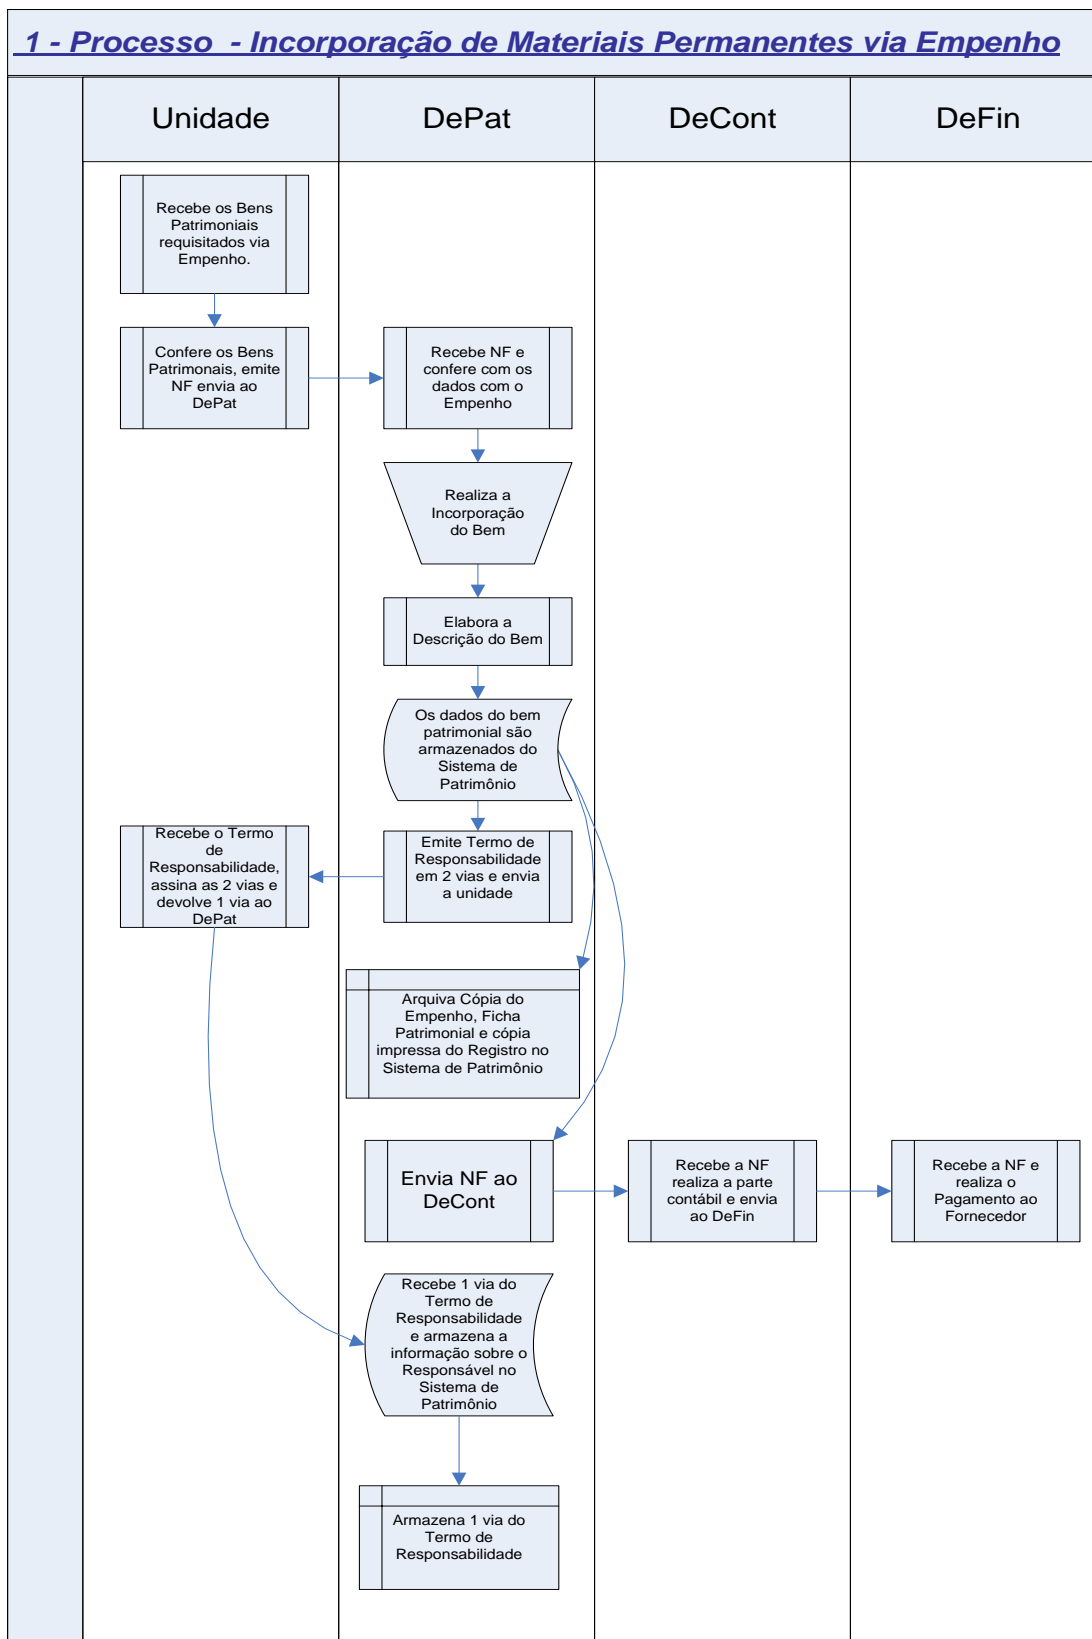 1 - Processo - Incorporação de Materiais Permanentes via Empenho
Unidade
DePat
DeCont
DeFin
Recebe os Bens
Patrimoniais
requisitados via
Empenho.
Confere os Bens
Patrimonais, emite
NF envia ao
DePat
Recebe NF e
confere com os
dados com o
Empenho
Realiza a
Incorporação
do Bem
Elabora a
Descrição do Bem
Os dados do bem
patrimonial são
armazenados do
Sistema de
Patrimônio
Emite Termo de
Responsabilidade
em 2 vias e envia
a unidade
Recebe o Termo
de
Responsabilidade,
assina as 2 vias e
devolve 1 via ao
DePat
Arquiva Cópia do
Empenho, Ficha
Patrimonial e cópia
impressa do Registro no
Sistema de Patrimônio
Envia NF ao
DeCont
Recebe a NF
realiza a parte
contábil e envia
ao DeFin
Recebe a NF e
realiza o
Pagamento ao
Fornecedor
Recebe 1 via do
Termo de
Responsabilidade
e armazena a
informação sobre o
Responsável no
Sistema de
Patrimônio
Armazena 1 via do
Termo de
Responsabilidade